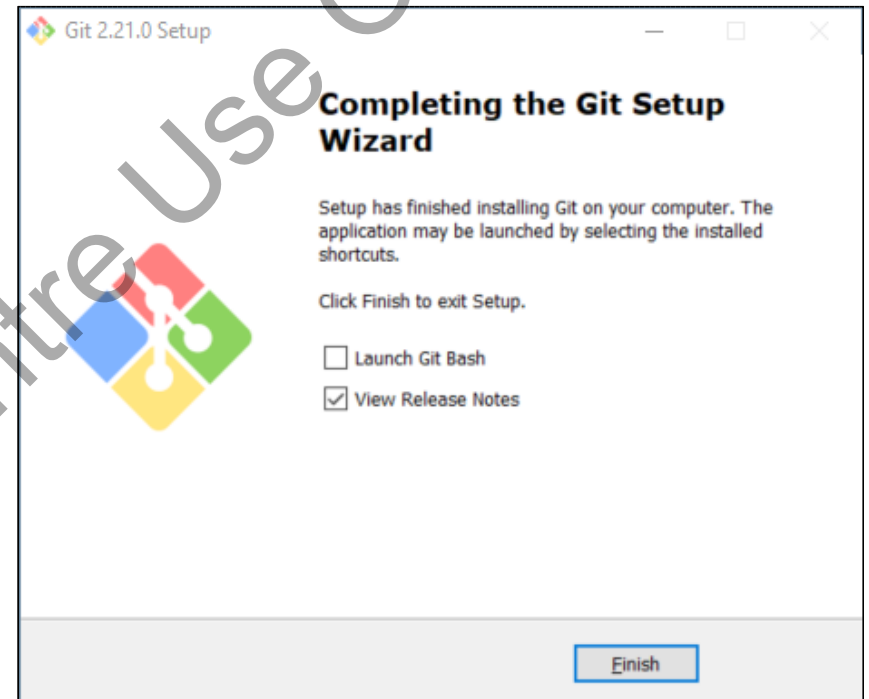 Git 2.21.0 Setup
Completing the Git Setup
Wizard
Setup has finished installing Git on your computer. The
application may be launched by selecting the installed
shortcuts.
Click Finish to exit Setup.
Launch Git Bash
View Release Notes
Finish
Use